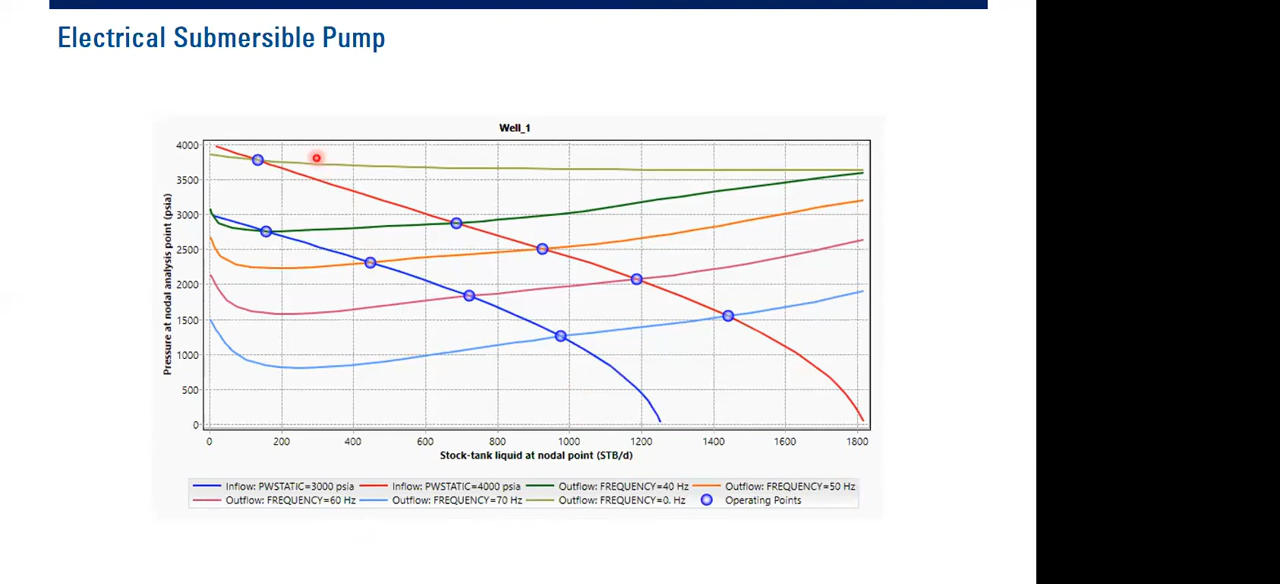 Electrical Submersible Pump
Well_1
Pressure at nodal analysis point (psia)
4000
3500
3000
2500
2000
1500
1000
500
0
0 200 400 600 800 1000 1200 1400 1600 1800
Stock-tank liquid at nodal point (STB/d)
Inflow: PWSTATIC=3000 psia Inflow: PWSTATIC=4000 psia Outflow: FREQUENCY=40 Hz Outflow: FREQUENCY=50 Hz
Outflow: FREQUENCY=60 Hz Outflow: FREQUENCY=70 Hz Outflow: FREQUENCY=0. Hz Operating Points